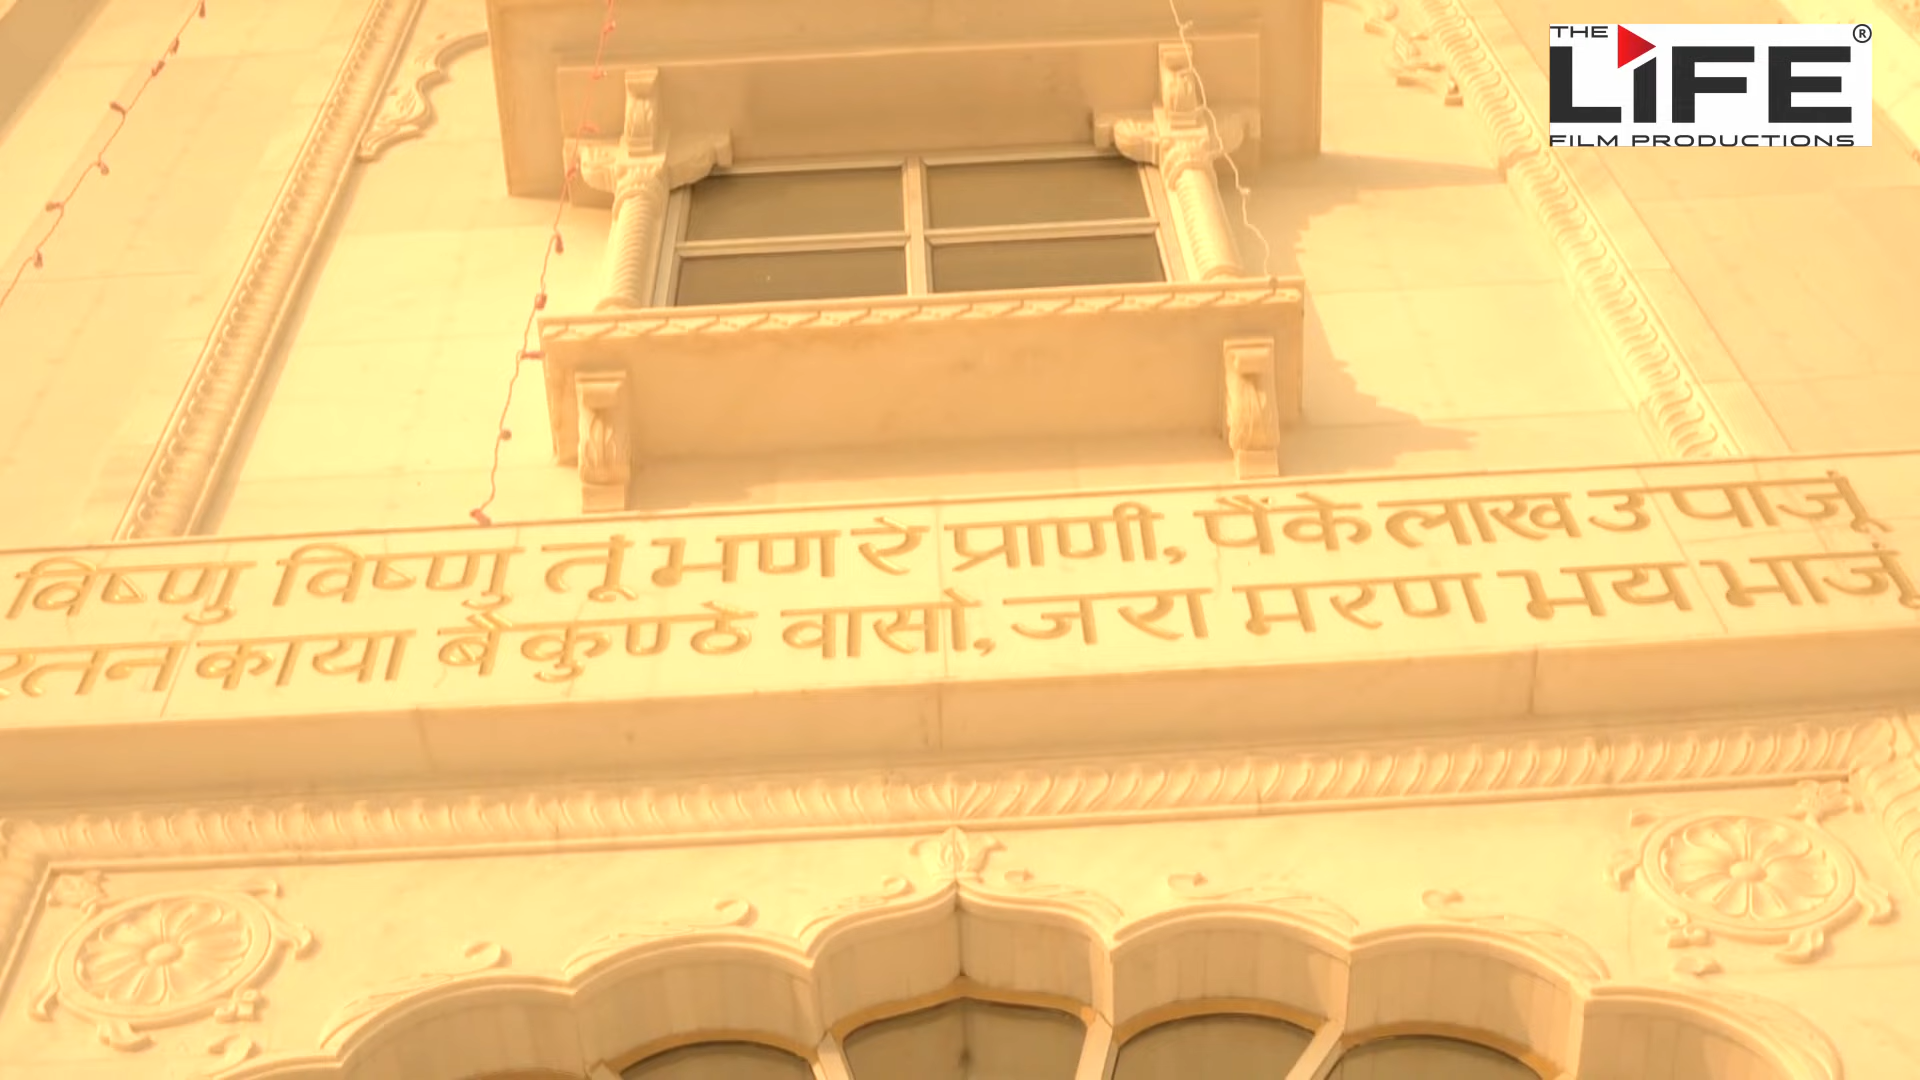 THE
LIFE®
FILM PRODUCTIONS
विष्णु विष्णु तूं भण रे प्राणी, पैंके लाख उपाजूं
रतन काया बैकुण्ठे वासो, जरा मरण भय भाजूं